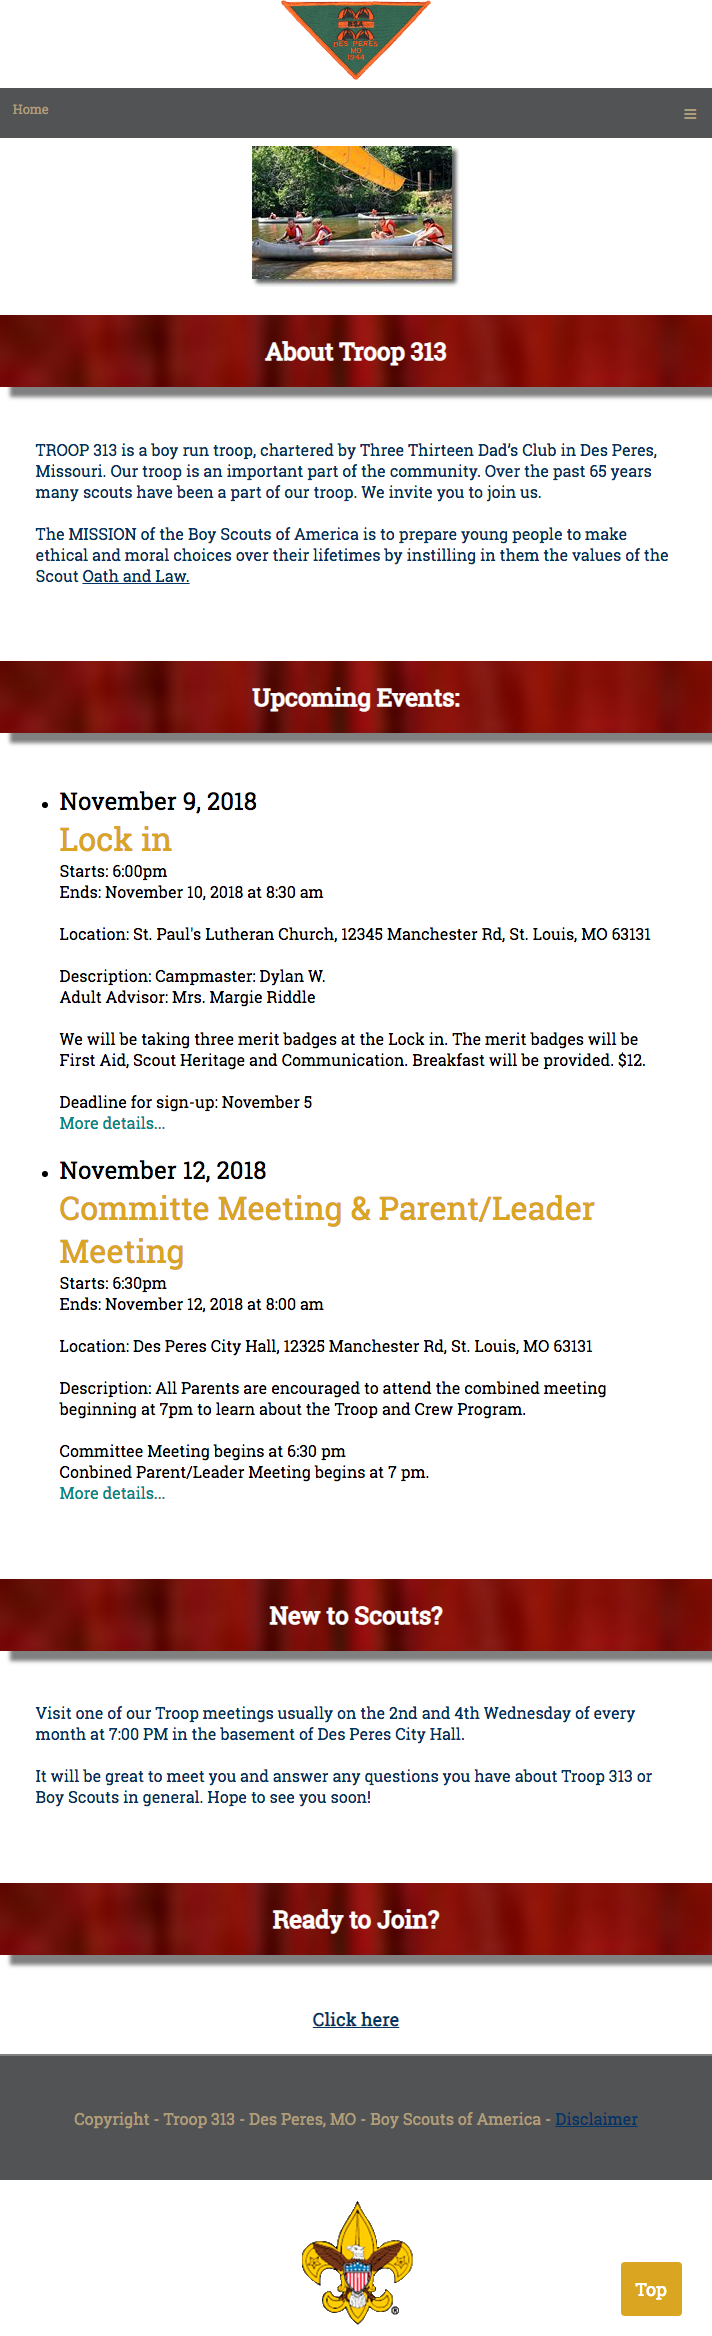 BSA
DES PERES
MO
1944
Home
About Troop 313
TROOP 313 is a boy run troop, chartered by Three Thirteen Dad’s Club in Des Peres,
Missouri. Our troop is an important part of the community. Over the past 65 years
many scouts have been a part of our troop. We invite you to join us.
The MISSION of the Boy Scouts of America is to prepare young people to make
ethical and moral choices over their lifetimes by instilling in them the values of the
Scout Oath and Law.
Upcoming Events:
• November 9, 2018
Lock in
Starts: 6:00pm
Ends: November 10, 2018 at 8:30 am
Location: St. Paul's Lutheran Church, 12345 Manchester Rd, St. Louis, MO 63131
Description: Campmaster: Dylan W.
Adult Advisor: Mrs. Margie Riddle
We will be taking three merit badges at the Lock in. The merit badges will be
First Aid, Scout Heritage and Communication. Breakfast will be provided. $12.
Deadline for sign-up: November 5
More details...
• November 12, 2018
Committe Meeting & Parent/Leader
Meeting
Starts: 6:30pm
Ends: November 12, 2018 at 8:00 am
Location: Des Peres City Hall, 12325 Manchester Rd, St. Louis, MO 63131
Description: All Parents are encouraged to attend the combined meeting
beginning at 7pm to learn about the Troop and Crew Program.
Committee Meeting begins at 6:30 pm
Conbined Parent/Leader Meeting begins at 7 pm.
More details...
New to Scouts?
Visit one of our Troop meetings usually on the 2nd and 4th Wednesday of every
month at 7:00 PM in the basement of Des Peres City Hall.
It will be great to meet you and answer any questions you have about Troop 313 or
Boy Scouts in general. Hope to see you soon!
Ready to Join?
Click here
Copyright - Troop 313 - Des Peres, MO - Boy Scouts of America - Disclaimer
®
Top